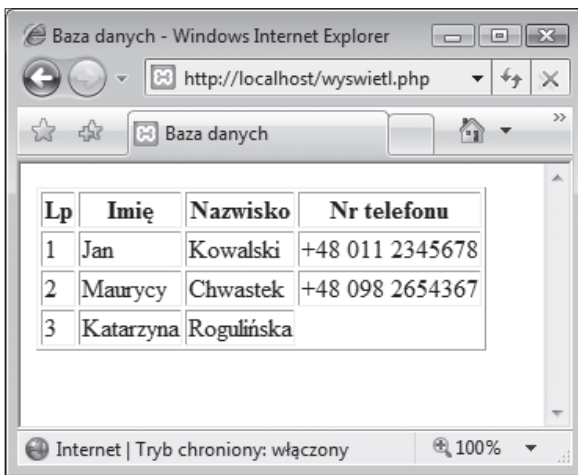 Baza danych - Windows Internet Explorer
http://localhost/wyswietl.php
Baza danych
Lp Imię Nazwisko Nr telefonu
1 Jan Kowalski +48 011 2345678
2 Maurycy Chwastek +48 098 2654367
3 Katarzyna Rogulińska
Internet | Tryb chroniony: włączony 100%